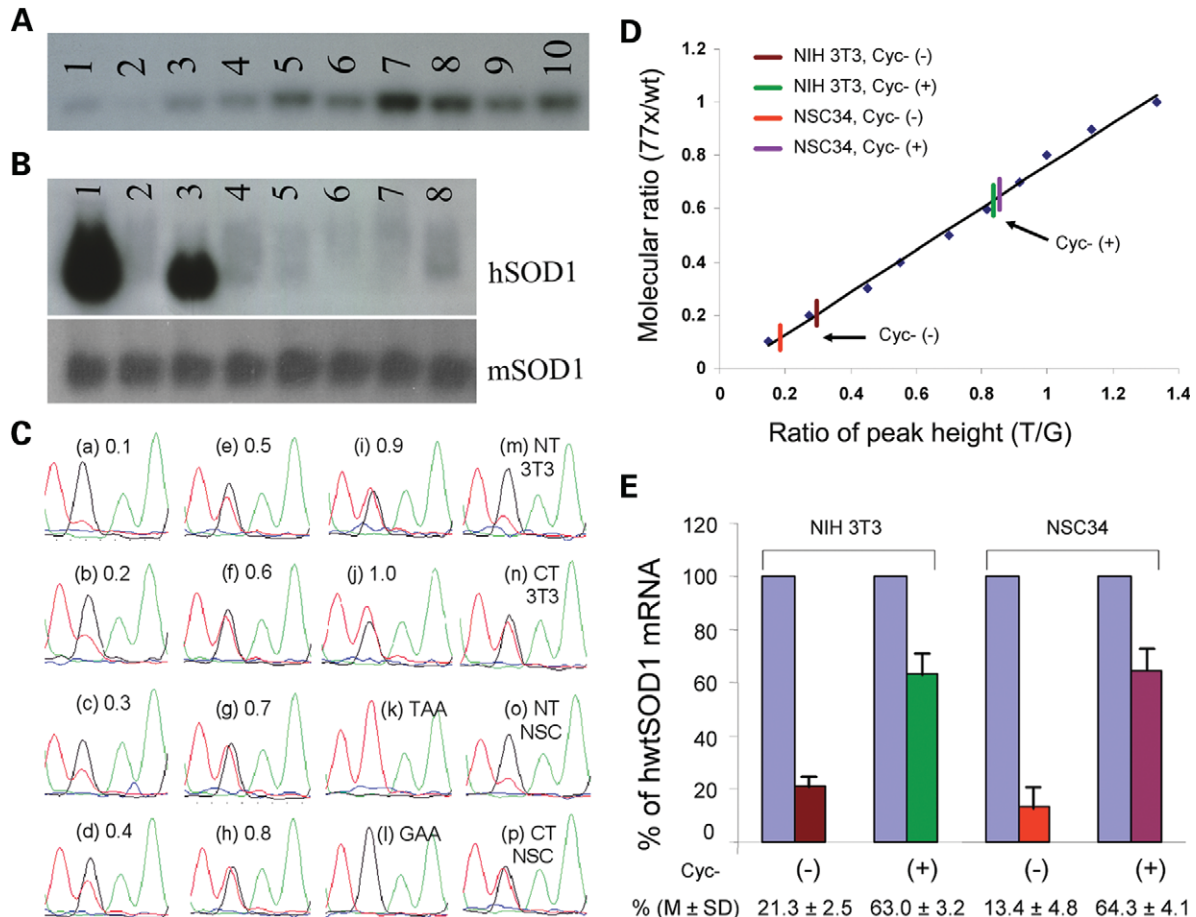 A
1 2 3 4 5 6 7 8 9 10
B
1 2 3 4 5 6 7 8
hSOD1
mSOD1
C
(a) 0.1
(e) 0.5
(i) 0.9
(m) NT
3T3
(b) 0.2
(f) 0.6
(j) 1.0
(n) CT
3T3
(c) 0.3
(g) 0.7
(k) TAA
(o) NT
NSC
(d) 0.4
(h) 0.8
(l) GAA
(p) CT
NSC
D
NIH 3T3, Cyc- (-)
NIH 3T3, Cyc- (+)
NSC34, Cyc- (-)
NSC34, Cyc- (+)
Molecular ratio (77x/wt)
1.2
1
0.8
0.6
0.4
0.2
0
Cyc- (+)
Cyc- (-)
0 0.2 0.4 0.6 0.8 1 1.2 1.4
Ratio of peak height (T/G)
E
NIH 3T3 NSC34
% of hwtSOD1 mRNA
120
100
80
60
40
20
0
Cyc- (-) (+) (-) (+)
% (M ± SD) 21.3 ± 2.5 63.0 ± 3.2 13.4 ± 4.8 64.3 ± 4.1